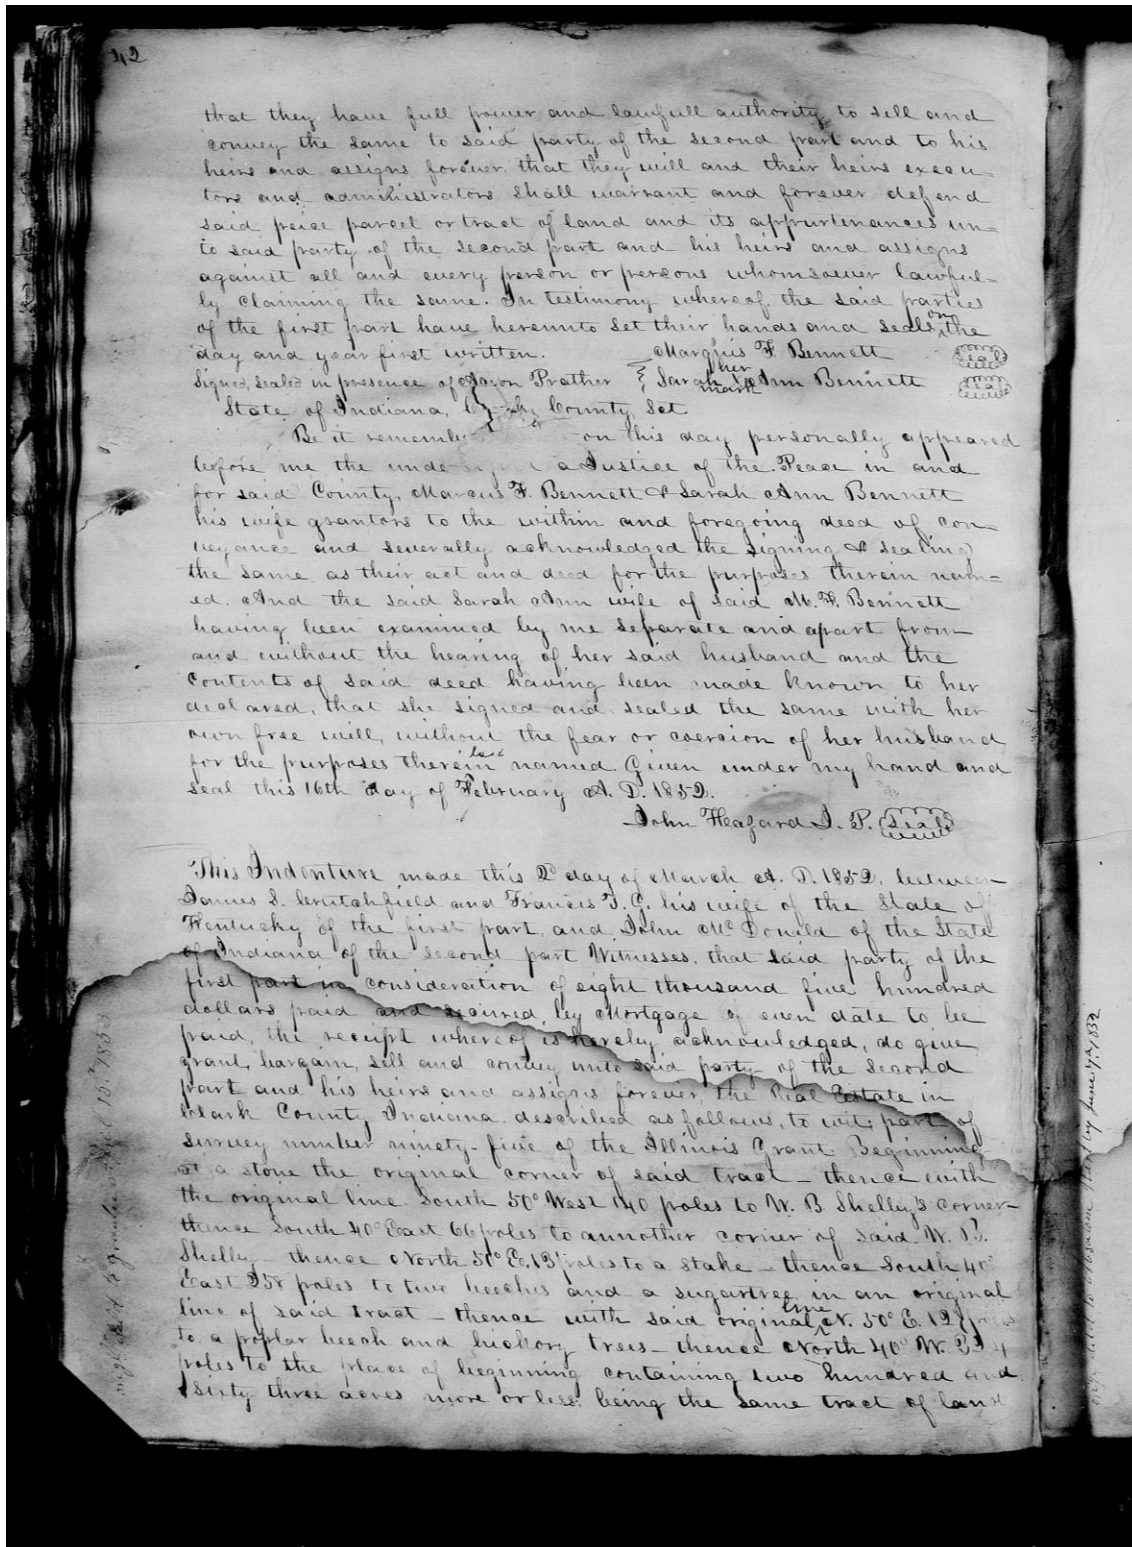 42
that they have full power and lawfull authority to sell and
convey the same to said party of the second part and to his
heirs and assigns forever that they will and their heirs execu-
tors and administrators shall warrant and forever defend
said peice parcel or tract of land and its appurtenances un-
to said party of the second part and his heirs and assigns
against all and every person or persons whomsoever lawful-
ly claiming the same. In testimony whereof the said parties
of the first part have hereunto set their hands and seals on the
day and year first written. Marquis F. Bennett Seal
Signed, sealed in presence of Prather Sarah her mark Ann Bennett Seal
State of Indiana, County Set
Be it on this day personally appeared
before me the a Justice of the Peace in and
for said County, Marcus F. Bennett & Sarah Ann Bennett
his wife grantors to the within and foregoing deed of con-
veyance and severally acknowledged the signing & sealing
the same as their act and deed for the purposes therein nam-
ed. And the said Sarah Ann wife of said M. F. Bennett
having been examined by me separate and apart from
and without the hearing of her said husband and the
contents of said deed having been made known to her
declared, that she signed and sealed the same with her
own free will, without the fear or coercion of her husband
for the purposes therein last named Given under my hand and
seal this 16th day of February A. D. 1852.
John J. P. Seal
This Indenture made this 2d day of March A. D. 1852. between
James S. Crutchfield and Francis T. G. his wife of the State of
Kentucky of the first part, and John McDonild of the State
of Indiana of the second part Witnesses, that said party of the
first part in consideration of eight thousand five hundred
dollars paid and secured, by Mortgage of even date to be
paid, the receipt whereof is hereby acknowledged, do give
grant, bargain, sell and convey unto said party of the second
part and his heirs and assigns forever, the Real Estate in
Clark County Indiana described as follows, to wit; part of
survey number ninety-five of the Illinois Grant Beginning
at a stone the original corner of said tract - thence with
the original line South 50° West 140 poles to W. B. Shelly's corner-
thence South 40° East 66 poles to annother corner of said W. B.
Shelly - thence North 50° E. 13 poles to a stake - thence South 40°
East 258 poles to two beeches and a sugartree in an original
line of said tract - thence with said original line N. 50° E. poles
to a poplar beech and hickory trees - thence North 40° W.
poles to the place of beginning containing two hundred and
sixty three acres more or less, being the same tract of land